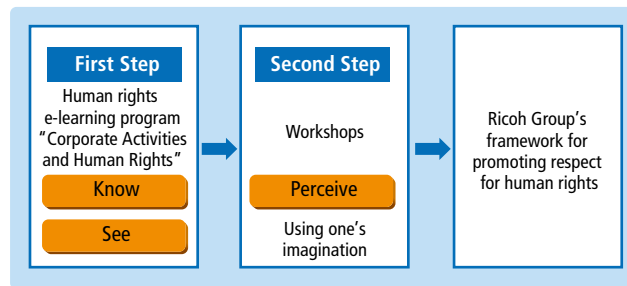 First Step
Human rights
e-learning program
"Corporate Activities
and Human Rights"
Know
See
Second Step
Workshops
Perceive
Using one's
imagination
Ricoh Group's
framework for
promoting respect
for human rights